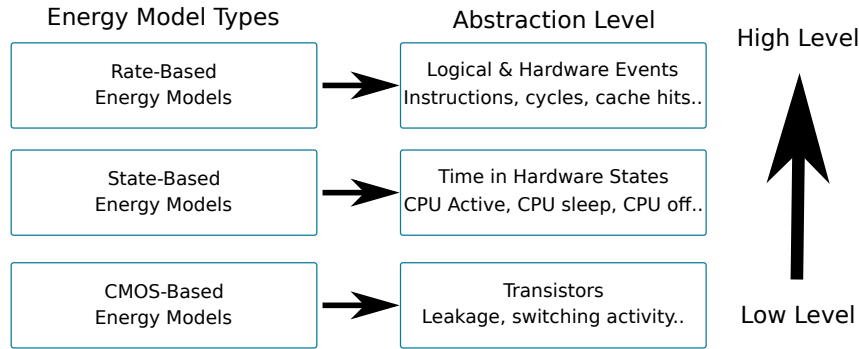 Energy Model Types
Abstraction Level
High Level
Rate-Based
Energy Models
Logical & Hardware Events
Instructions, cycles, cache hits..
State-Based
Energy Models
Time in Hardware States
CPU Active, CPU sleep, CPU off..
CMOS-Based
Energy Models
Transistors
Leakage, switching activity..
Low Level